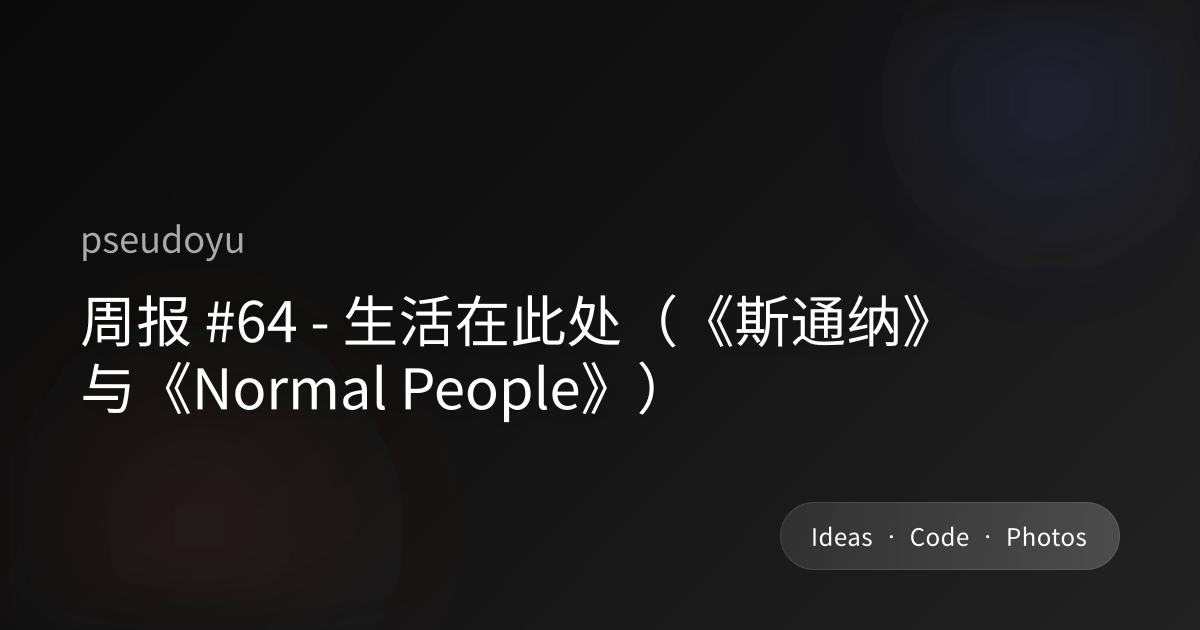 pseudoyu
周报 #64 - 生活在此处（《斯通纳》
与《Normal People》）
Ideas · Code · Photos